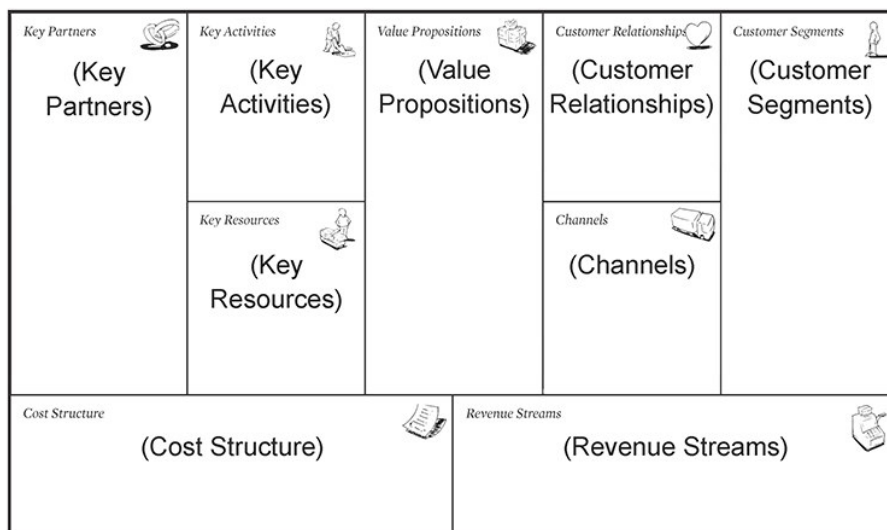 Key Partners
(Key
Partners)
Key Activities
(Key
Activities)
Value Propositions
(Value
Propositions)
Customer Relationships
(Customer
Relationships)
Customer Segments
(Customer
Segments)
Key Resources
(Key
Resources)
Channels
(Channels)
Cost Structure
(Cost Structure)
Revenue Streams
(Revenue Streams)